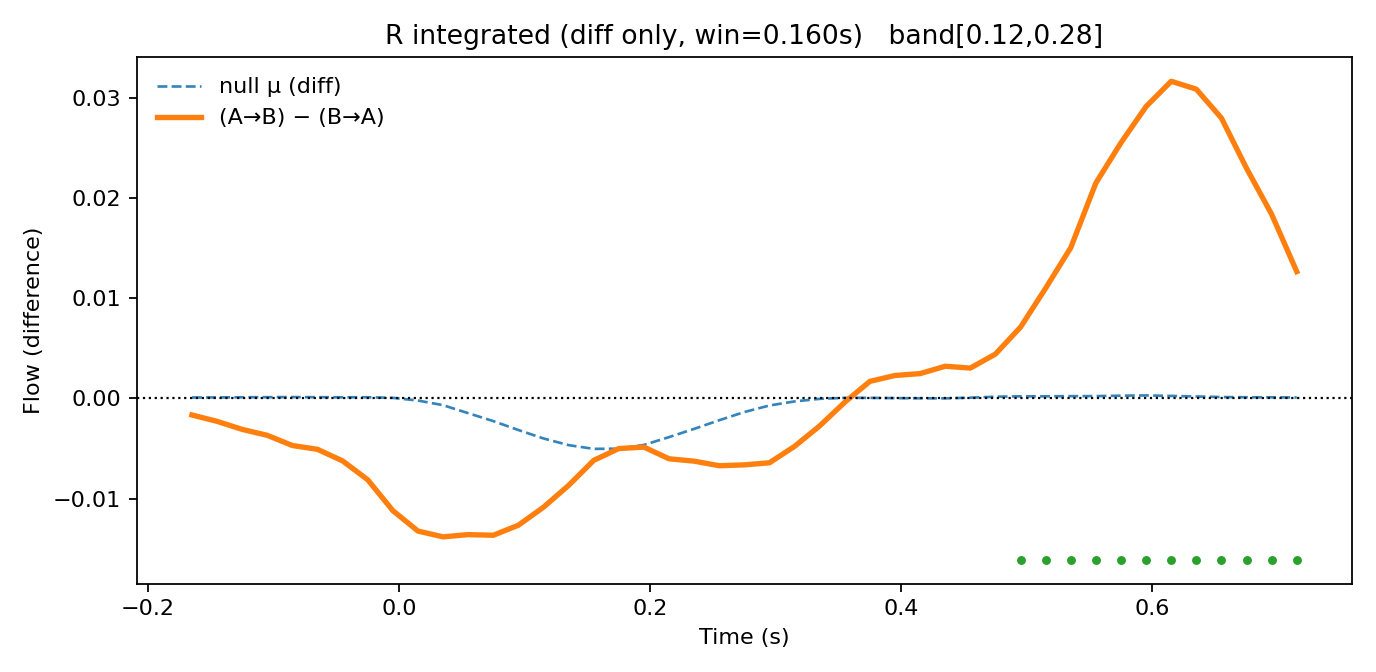 R integrated (diff only, win=0.160s)   band[0.12,0.28]
null μ (diff)
(A→B) − (B→A)
Flow (difference)
0.03
0.02
0.01
0.00
−0.01
−0.2
0.0
0.2
0.4
0.6
Time (s)